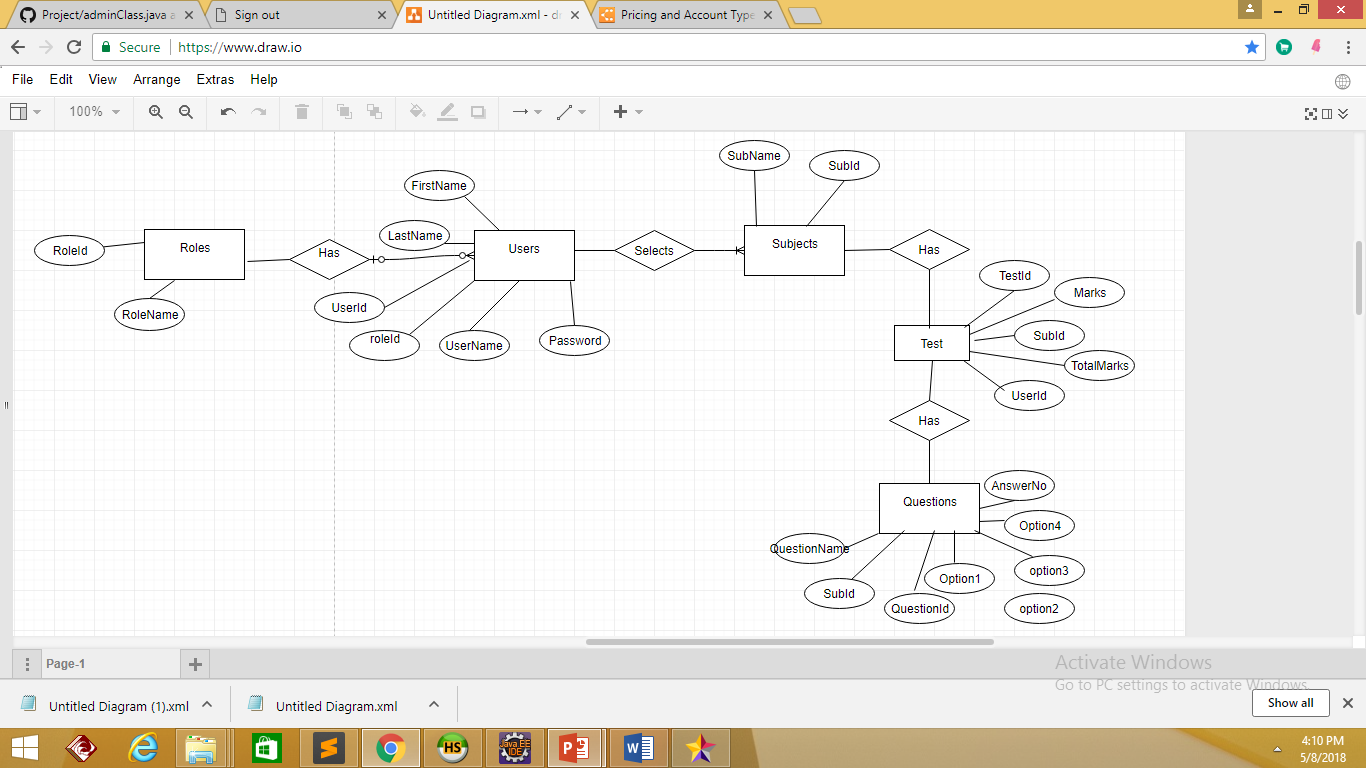 Project/adminClass.java a
Sign out
Untitled Diagram.xml - dr
Pricing and Account Type
Secure
https://www.draw.io
File Edit View Arrange Extras Help
100%
SubName
SubId
FirstName
LastName
RoleId
Roles
Has
Users
Selects
Subjects
Has
RoleName
UserId
roleId
UserName
Password
TestId
Marks
SubId
Test
TotalMarks
UserId
Has
Questions
AnswerNo
Option4
QuestionName
option3
Option1
SubId
QuestionId
option2
Page-1
Activate Windows
Go to PC settings to activate Windows.
Untitled Diagram (1).xml
Untitled Diagram.xml
Show all
HS
Java EE
IDE
4:10 PM
5/8/2018